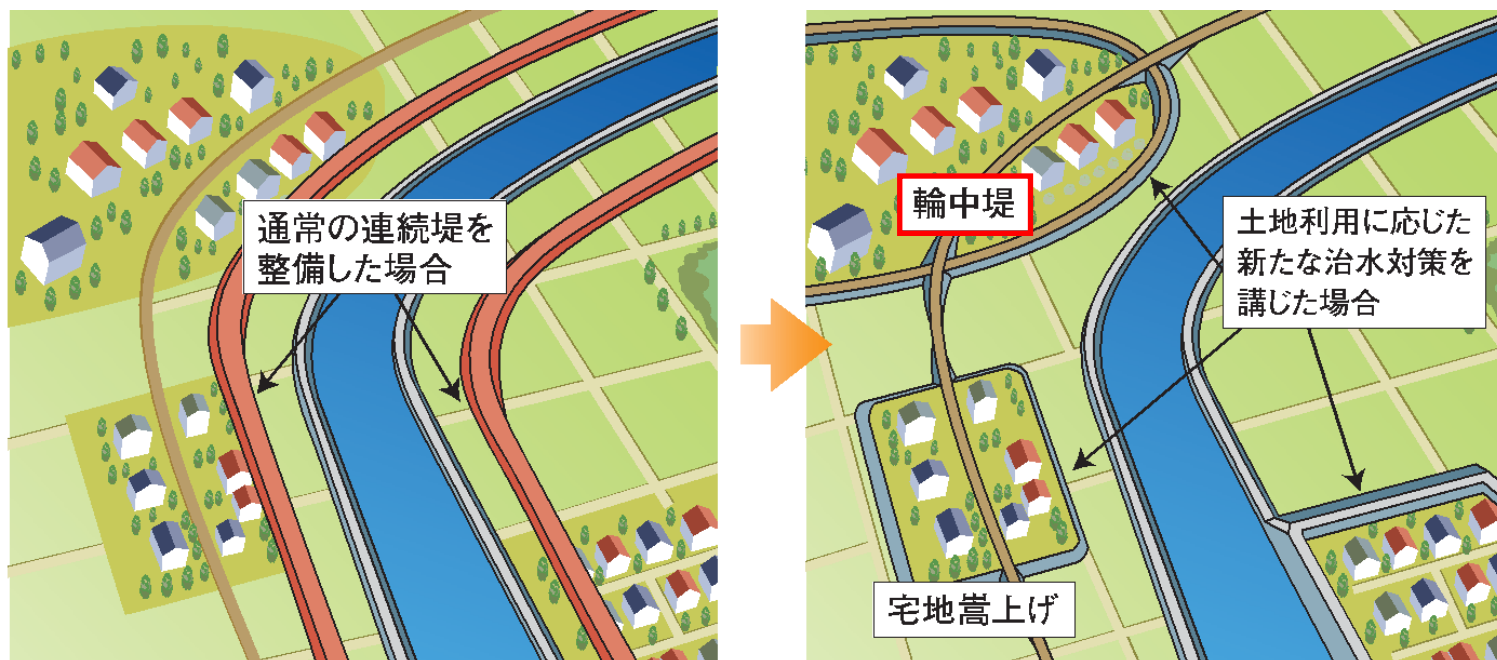 通常の連続堤を
整備した場合
輪中堤
土地利用に応じた
新たな治水対策を
講じた場合
宅地嵩上げ